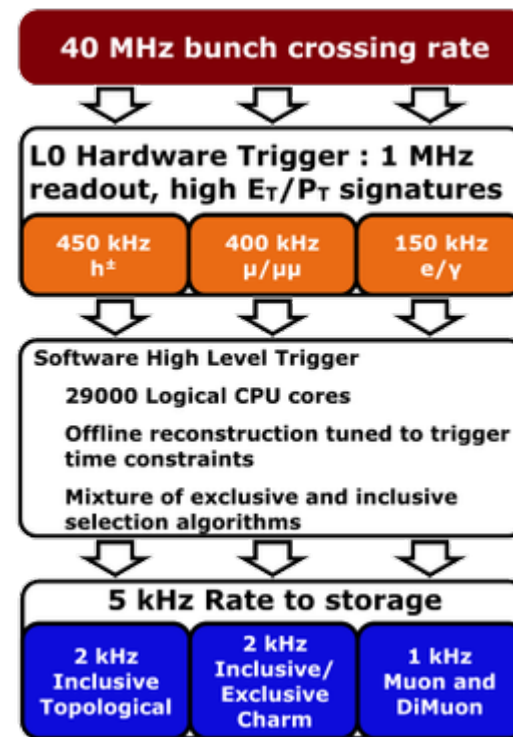 40 MHz bunch crossing rate
L0 Hardware Trigger : 1 MHz
readout, high ET/PT signatures
450 kHz
h±
400 kHz
μ/μμ
150 kHz
e/γ
Software High Level Trigger
29000 Logical CPU cores
Offline reconstruction tuned to trigger
time constraints
Mixture of exclusive and inclusive
selection algorithms
5 kHz Rate to storage
2 kHz
Inclusive
Topological
2 kHz
Inclusive/
Exclusive
Charm
1 kHz
Muon and
DiMuon